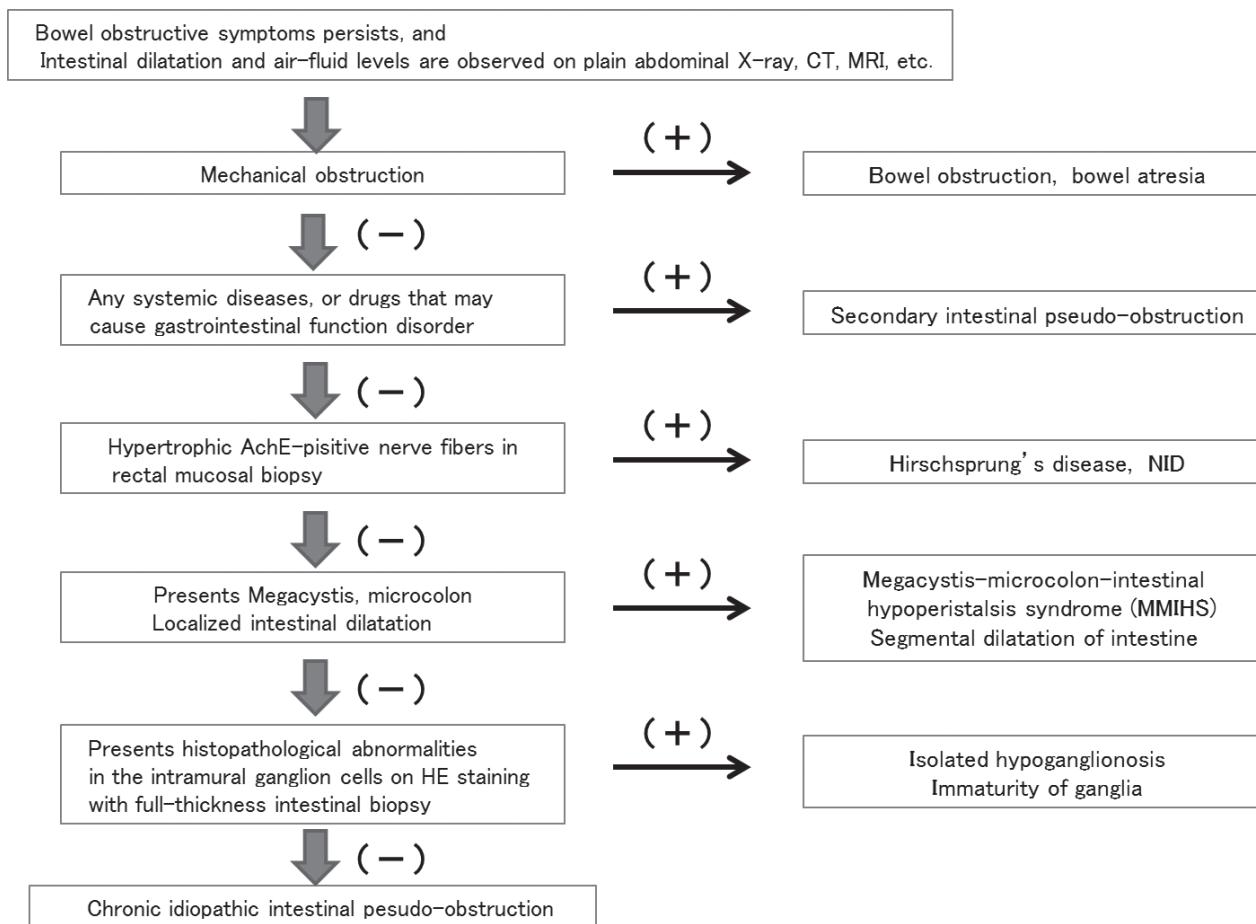 Bowel obstructive symptoms persists, and
Intestinal dilatation and air-fluid levels are observed on plain abdominal X-ray, CT, MRI, etc.
Mechanical obstruction
(+)
Bowel obstruction, bowel atresia
(−)
Any systemic diseases, or drugs that may
cause gastrointestinal function disorder
(+)
Secondary intestinal pseudo-obstruction
(−)
Hypertrophic AchE-pisitive nerve fibers in
rectal mucosal biopsy
(+)
Hirschsprung's disease, NID
(−)
Presents Megacystis, microcolon
Localized intestinal dilatation
(+)
Megacystis-microcolon-intestinal
hypoperistalsis syndrome (MMIHS)
Segmental dilatation of intestine
(−)
Presents histopathological abnormalities
in the intramural ganglion cells on HE staining
with full-thickness intestinal biopsy
(+)
Isolated hypoganglionosis
Immaturity of ganglia
(−)
Chronic idiopathic intestinal pesudo-obstruction